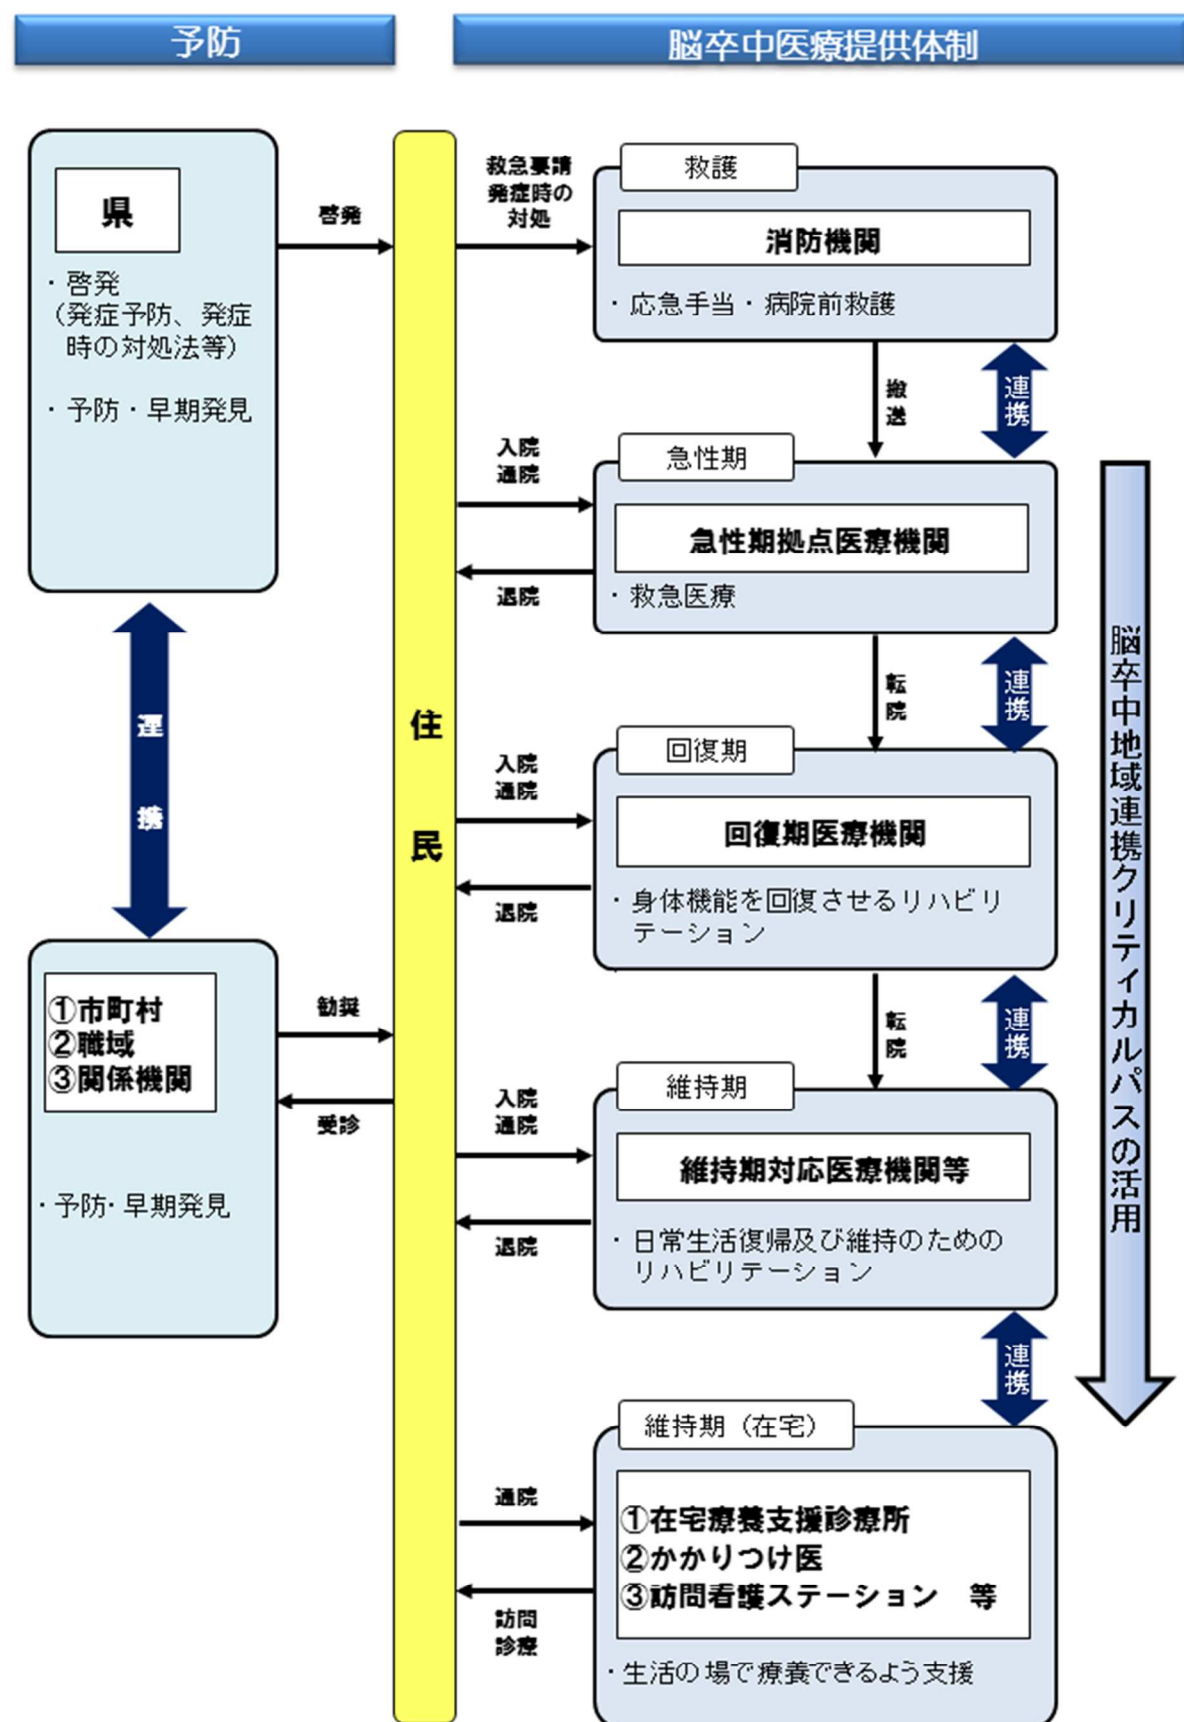 予防
脳卒中医療提供体制
県
・啓発
（発症予防、発症
時の対処法等）
・予防・早期発見
啓発
連携
①市町村
②職域
③関係機関
・予防・早期発見
勧奨
受診
住民
救急要請
発症時の
対処
救護
消防機関
・応急手当・病院前救護
搬送
連携
入院
通院
退院
急性期
急性期拠点医療機関
・救急医療
転院
連携
入院
通院
退院
回復期
回復期医療機関
・身体機能を回復させるリハビリ
テーション
転院
連携
入院
通院
退院
維持期
維持期対応医療機関等
・日常生活復帰及び維持のための
リハビリテーション
連携
通院
訪問
診療
維持期（在宅）
①在宅療養支援診療所
②かかりつけ医
③訪問看護ステーション　等
・生活の場で療養できるよう支援
脳卒中地域連携クリティカルパスの活用